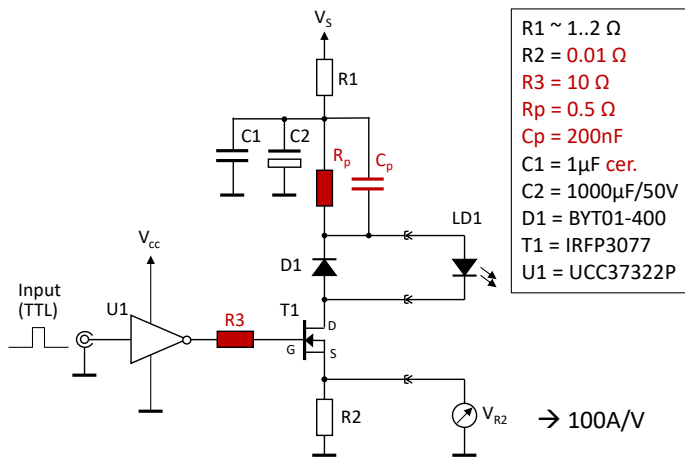 V_S
R1
C1
C2
R_p
C_p
LD1
V_cc
D1
Input
(TTL)
U1
R3
T1
D
G
S
R2
V_R2
→ 100A/V
R1 ~ 1..2 Ω
R2 = 0.01 Ω
R3 = 10 Ω
Rp = 0.5 Ω
Cp = 200nF
C1 = 1µF cer.
C2 = 1000µF/50V
D1 = BYT01-400
T1 = IRFP3077
U1 = UCC37322P